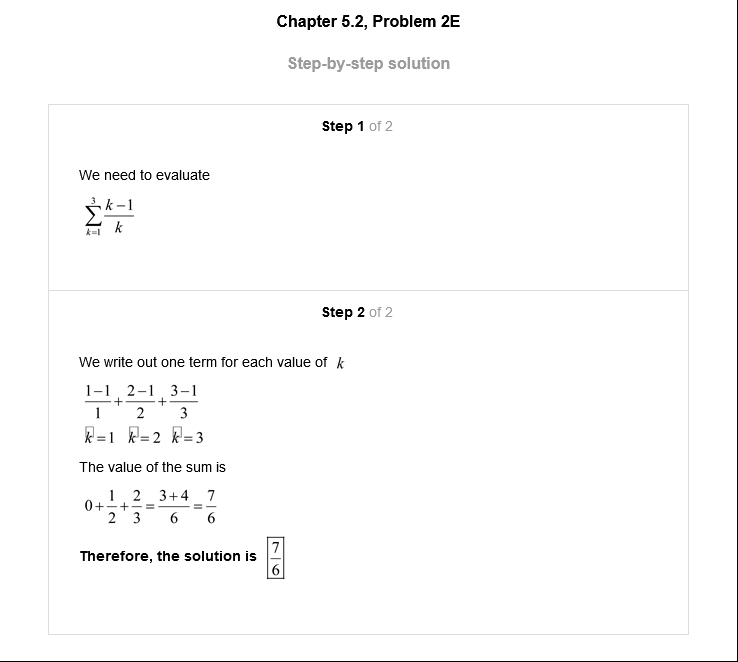 Chapter 5.2, Problem 2E
Step-by-step solution
Step 1 of 2
We need to evaluate
$\sum_{k=1}^{3} \frac{k-1}{k}$
Step 2 of 2
We write out one term for each value of k
$\frac{1-1}{1}+\frac{2-1}{2}+\frac{3-1}{3}$
k=1 k=2 k=3
The value of the sum is
$0+\frac{1}{2}+\frac{2}{3}=\frac{3+4}{6}=\frac{7}{6}$
Therefore, the solution is $\boxed{\frac{7}{6}}$